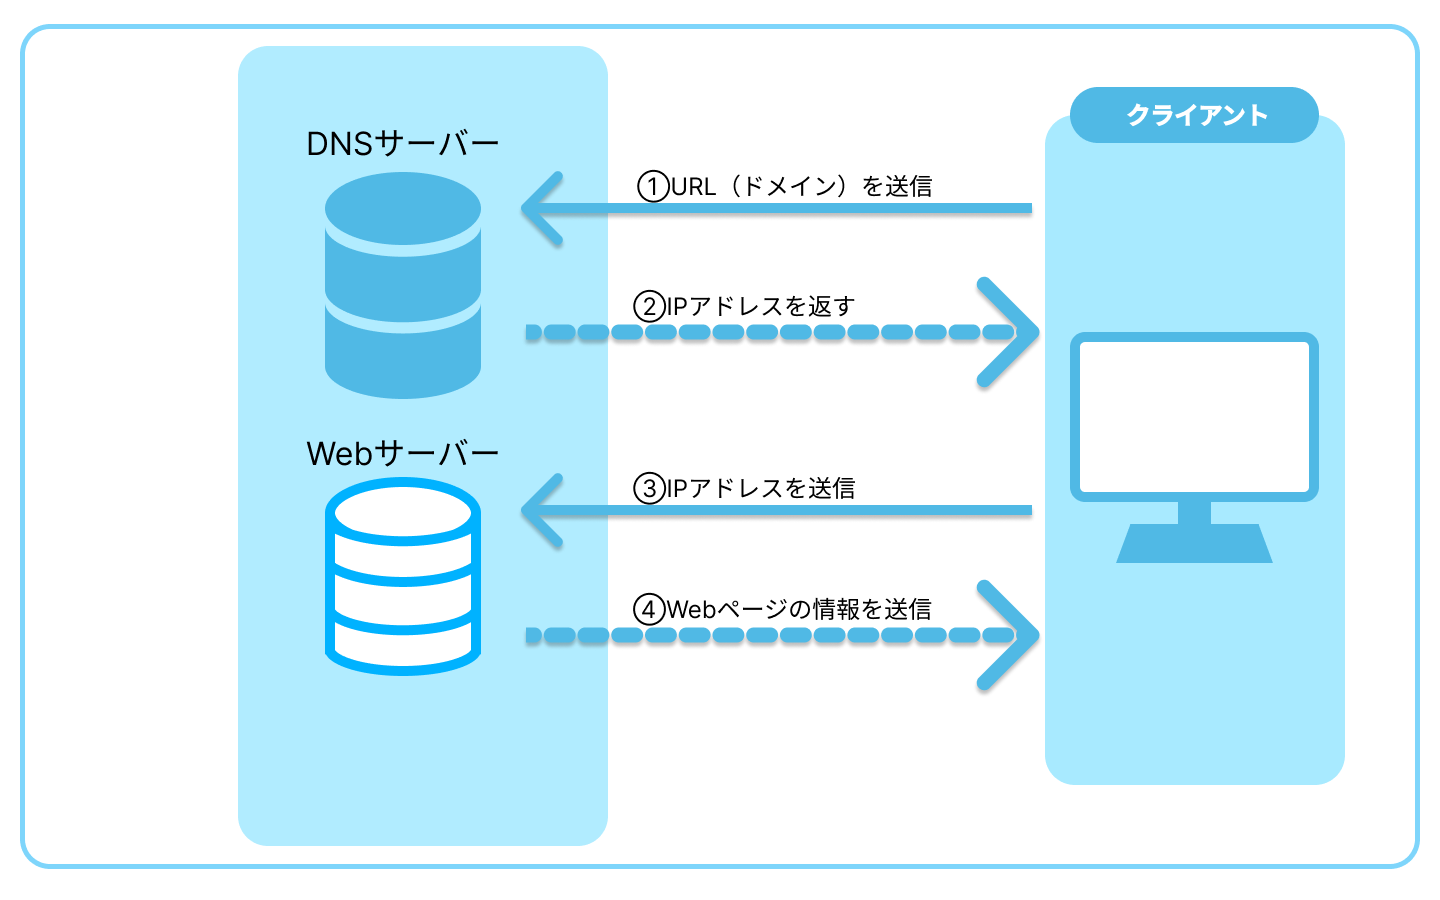 クライアント
DNSサーバー
①URL（ドメイン）を送信
②IPアドレスを返す
Webサーバー
③IPアドレスを送信
④Webページの情報を送信